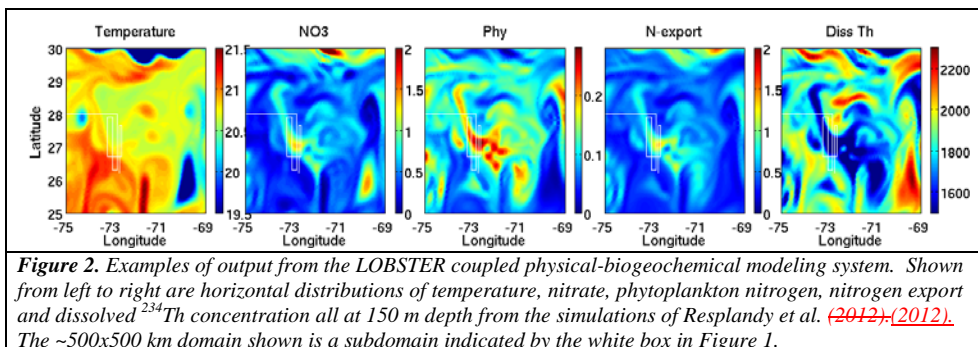 Temperature NO3 Phy N-export Diss Th
30 21.5 2 2
29 21 1.5 0.2 1.5 2200
28 20.5 1 1 2000
27 20 0.5 0.1 0.5 1800
26 19.5 0 0 0 1600
25
Latitude
-75 -73 -71 -69 -75 -73 -71 -69 -75 -73 -71 -69 -75 -73 -71 -69 -75 -73 -71 -69
Longitude Longitude Longitude Longitude Longitude
Figure 2. Examples of output from the LOBSTER coupled physical-biogeochemical modeling system. Shown
from left to right are horizontal distributions of temperature, nitrate, phytoplankton nitrogen, nitrogen export
and dissolved 234Th concentration all at 150 m depth from the simulations of Resplandy et al. (2012).(2012).
The ~500x500 km domain shown is a subdomain indicated by the white box in Figure 1.